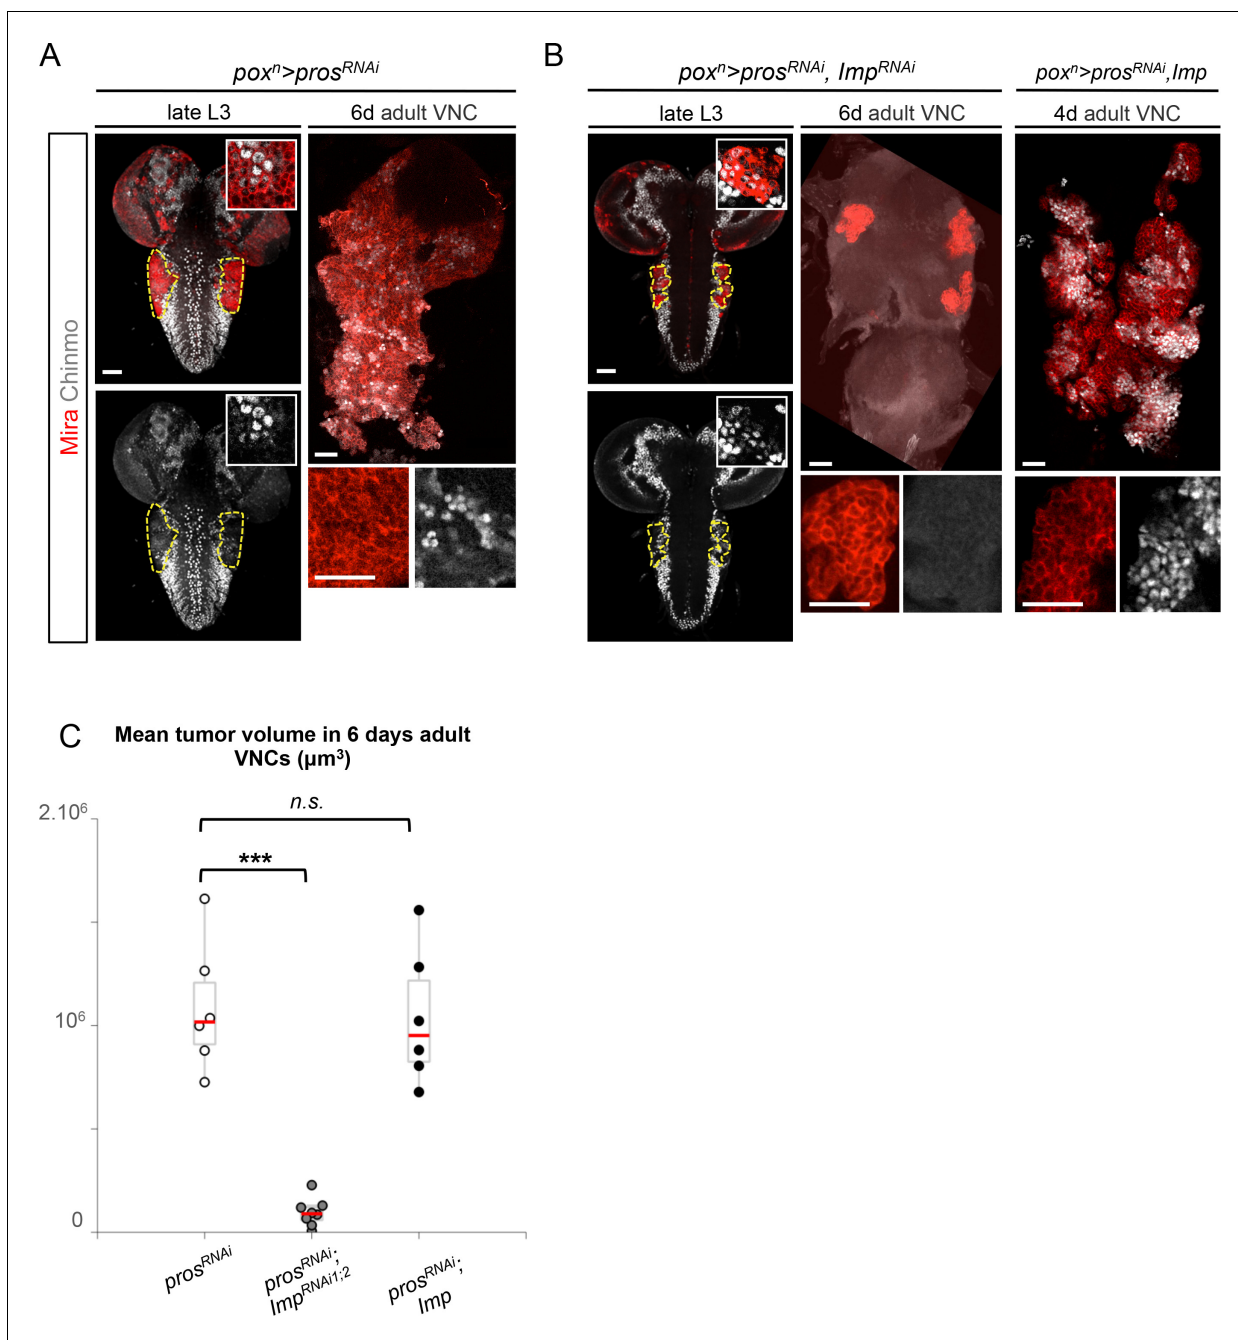 A
poxⁿ>prosᴿᴺᴬⁱ
late L3
6d adult VNC
Mira Chinmo
B
poxⁿ>prosᴿᴺᴬⁱ, Impᴿᴺᴬⁱ
late L3
6d adult VNC
poxⁿ>prosᴿᴺᴬⁱ,Imp
4d adult VNC
C
Mean tumor volume in 6 days adult
VNCs (µm³)
2.10⁶
10⁶
0
n.s.
***
prosᴿᴺᴬⁱ
prosᴿᴺᴬⁱ;
Impᴿᴺᴬⁱ¹;²
prosᴿᴺᴬⁱ;
Imp